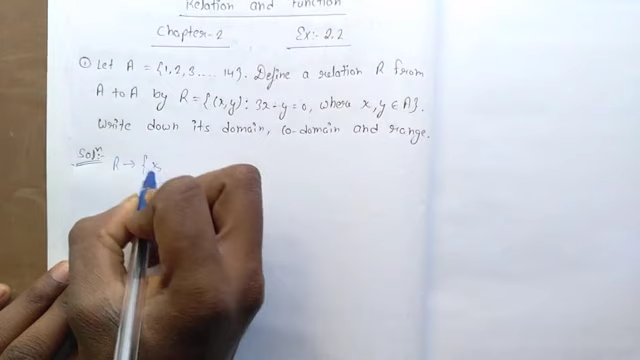 Relation and Function
Chapter-2 Ex:- 2.2
① Let A = {1,2,3.... 14}. Define a relation R from
A to A by R = {(x,y): 3x-y=0, where x,y ∈ A}.
Write down its domain, co-domain and range.
Solⁿ:- R → { x,